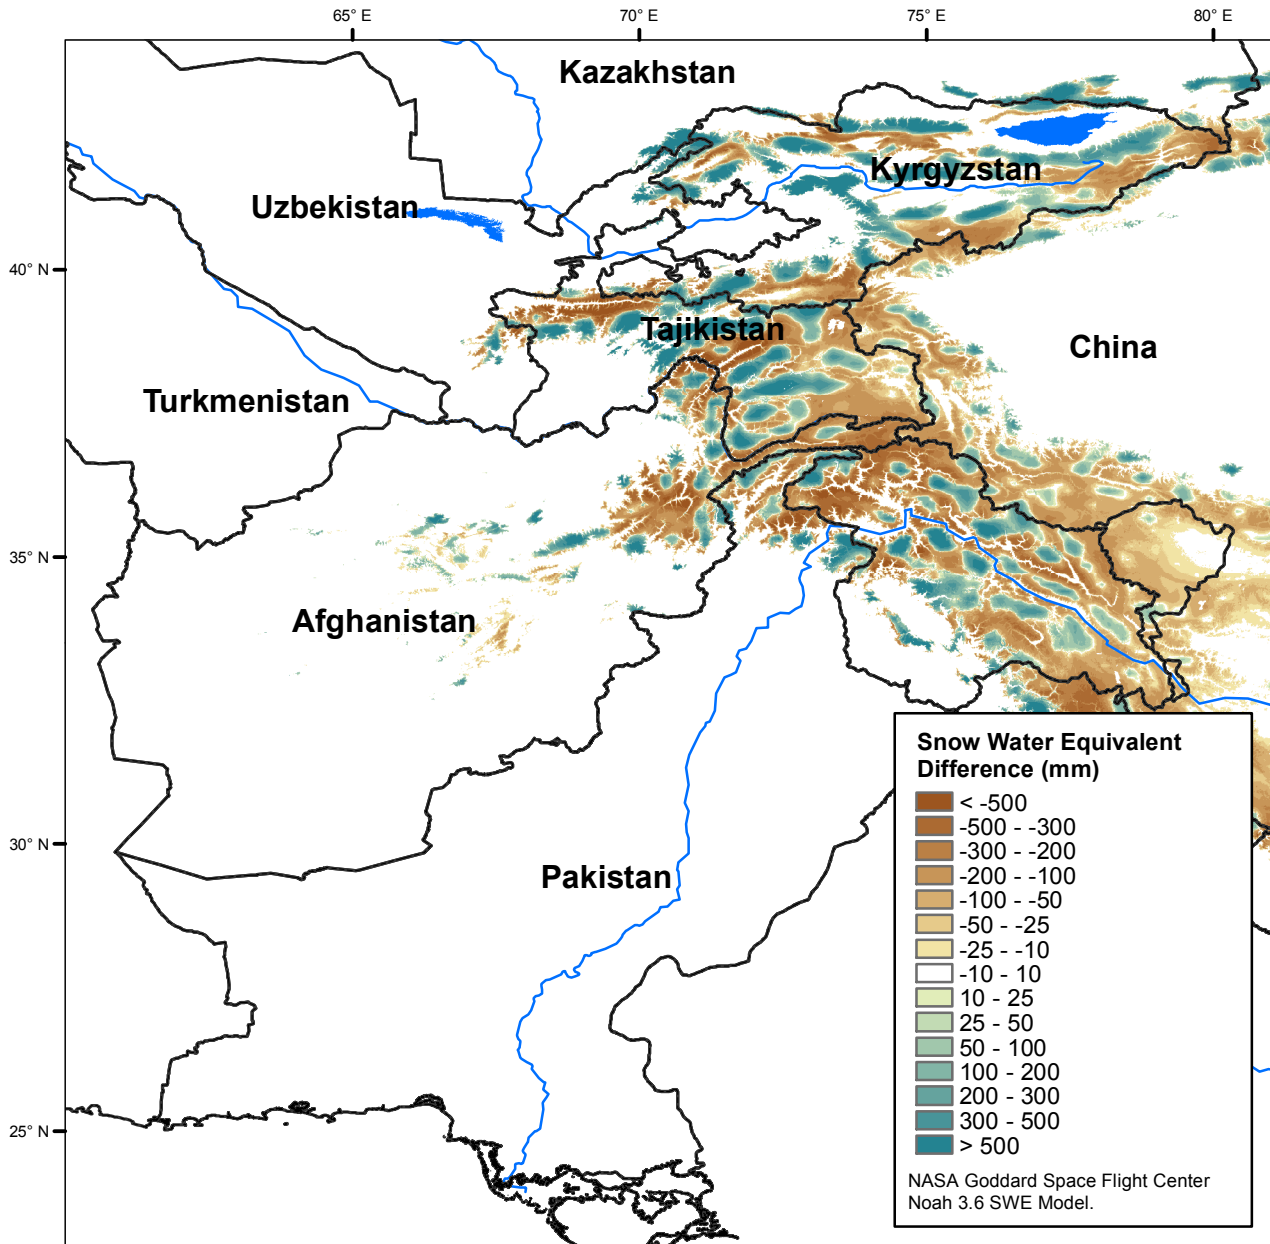 65° E
70° E
75° E
80° E
Kazakhstan
Kyrgyzstan
Uzbekistan
40° N
Tajikistan
China
Turkmenistan
35° N
Afghanistan
Snow Water Equivalent
Difference (mm)
< -500
-500 - -300
-300 - -200
-200 - -100
-100 - -50
-50 - -25
-25 - -10
-10 - 10
10 - 25
25 - 50
50 - 100
100 - 200
200 - 300
300 - 500
> 500
NASA Goddard Space Flight Center
Noah 3.6 SWE Model.
30° N
Pakistan
25° N